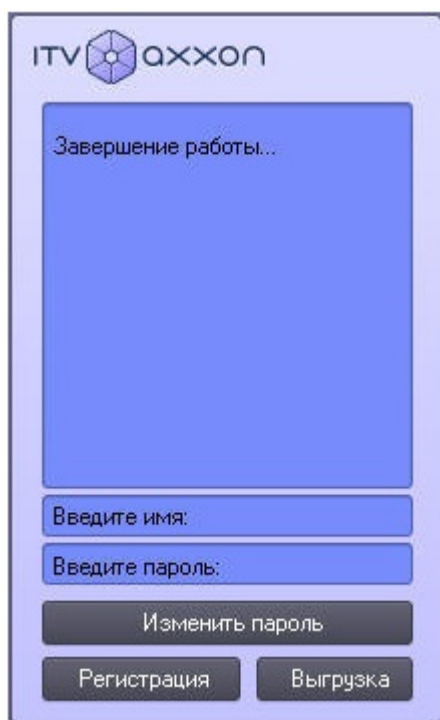 ITV AXXON
Завершение работы...
Введите имя:
Введите пароль:
Изменить пароль
Регистрация Выгрузка